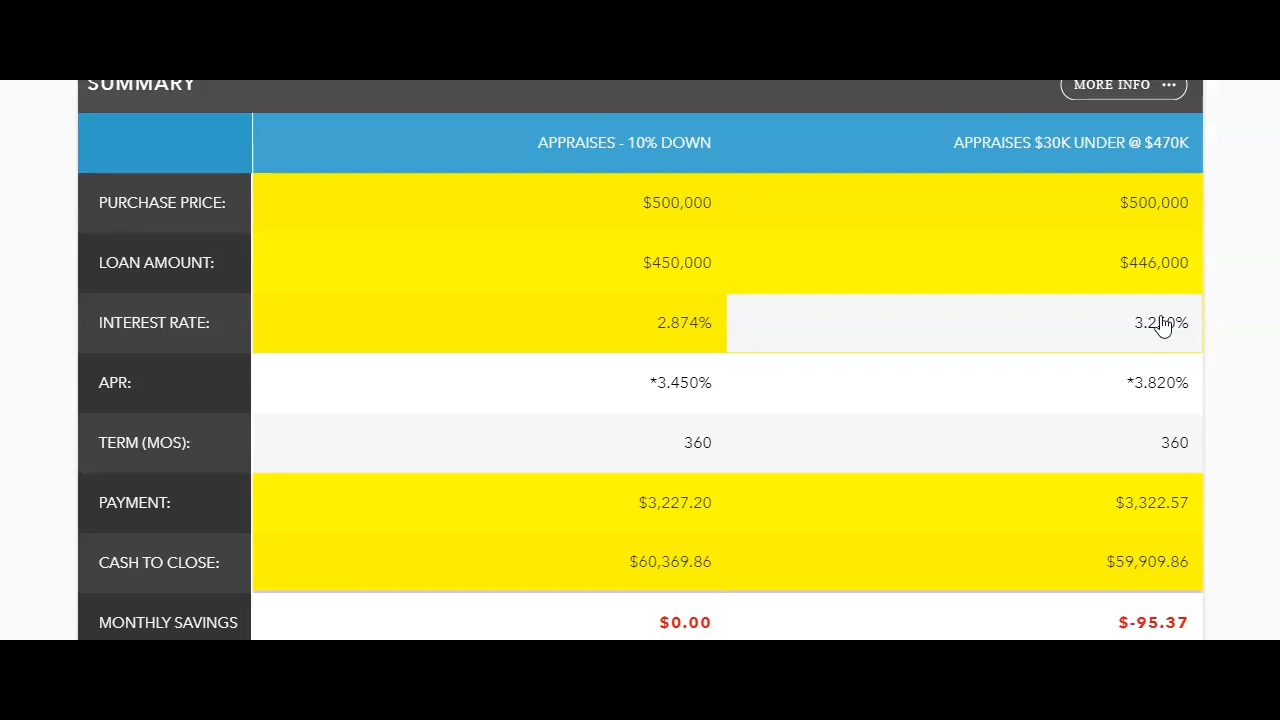 SUMMARY
MORE INFO ···
APPRAISES - 10% DOWN APPRAISES $30K UNDER @ $470K
PURCHASE PRICE: $500,000 $500,000
LOAN AMOUNT: $450,000 $446,000
INTEREST RATE: 2.874%
APR: *3.450% *3.820%
TERM (MOS): 360 360
PAYMENT: $3,227.20 $3,322.57
CASH TO CLOSE: $60,369.86 $59,909.86
MONTHLY SAVINGS $0.00 $-95.37